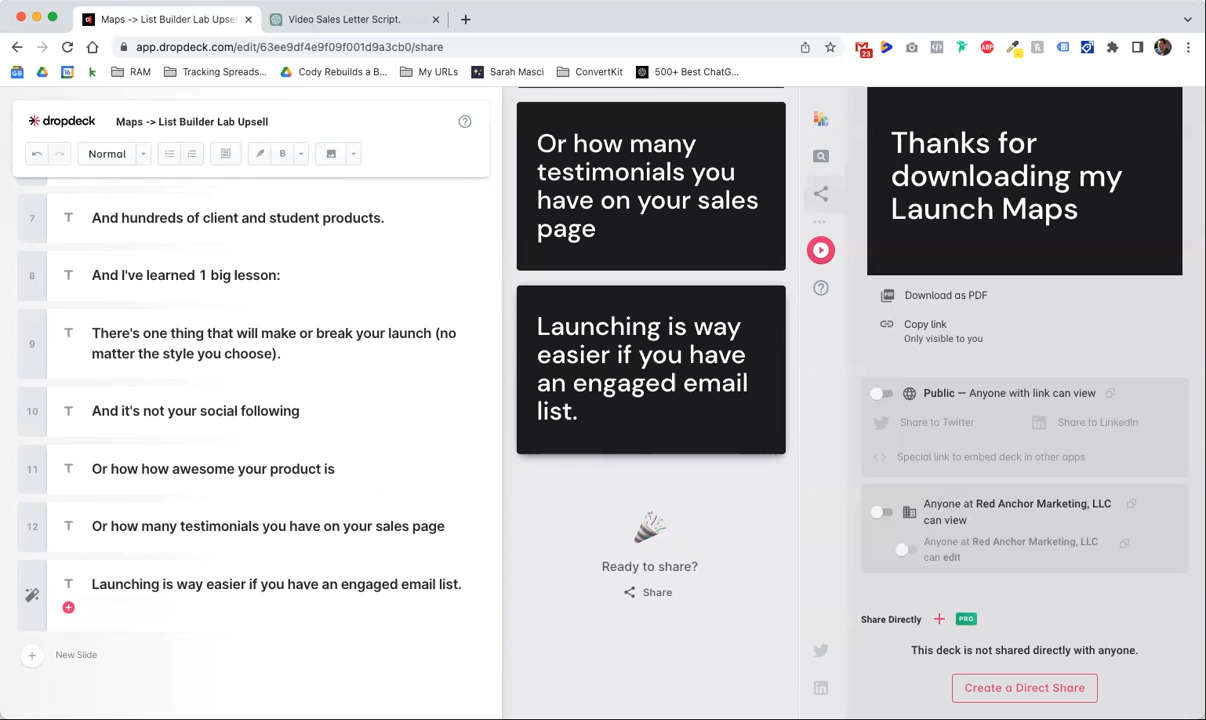 Maps -> List Builder Lab Upsel
Video Sales Letter Script.
app.dropdeck.com/edit/63ee9df4e9f09f001d9a3cb0/share
23
ABP
RAM
Tracking Spreads...
Cody Rebuilds a B...
My URLs
Sarah Masci
ConvertKit
500+ Best ChatG...
dropdeck
Maps -> List Builder Lab Upsell
Normal
B
7
And hundreds of client and student products.
8
And I've learned 1 big lesson:
9
There's one thing that will make or break your launch (no
matter the style you choose).
10
And it's not your social following
11
Or how how awesome your product is
12
Or how many testimonials you have on your sales page
Launching is way easier if you have an engaged email list.
New Slide
Or how many
testimonials you
have on your sales
page
Launching is way
easier if you have
an engaged email
list.
Ready to share?
Share
Thanks for
downloading my
Launch Maps
Download as PDF
Copy link
Only visible to you
Public — Anyone with link can view
Share to Twitter
Share to LinkedIn
Special link to embed deck in other apps
Anyone at Red Anchor Marketing, LLC
can view
Anyone at Red Anchor Marketing, LLC
can edit
Share Directly
PRO
This deck is not shared directly with anyone.
Create a Direct Share